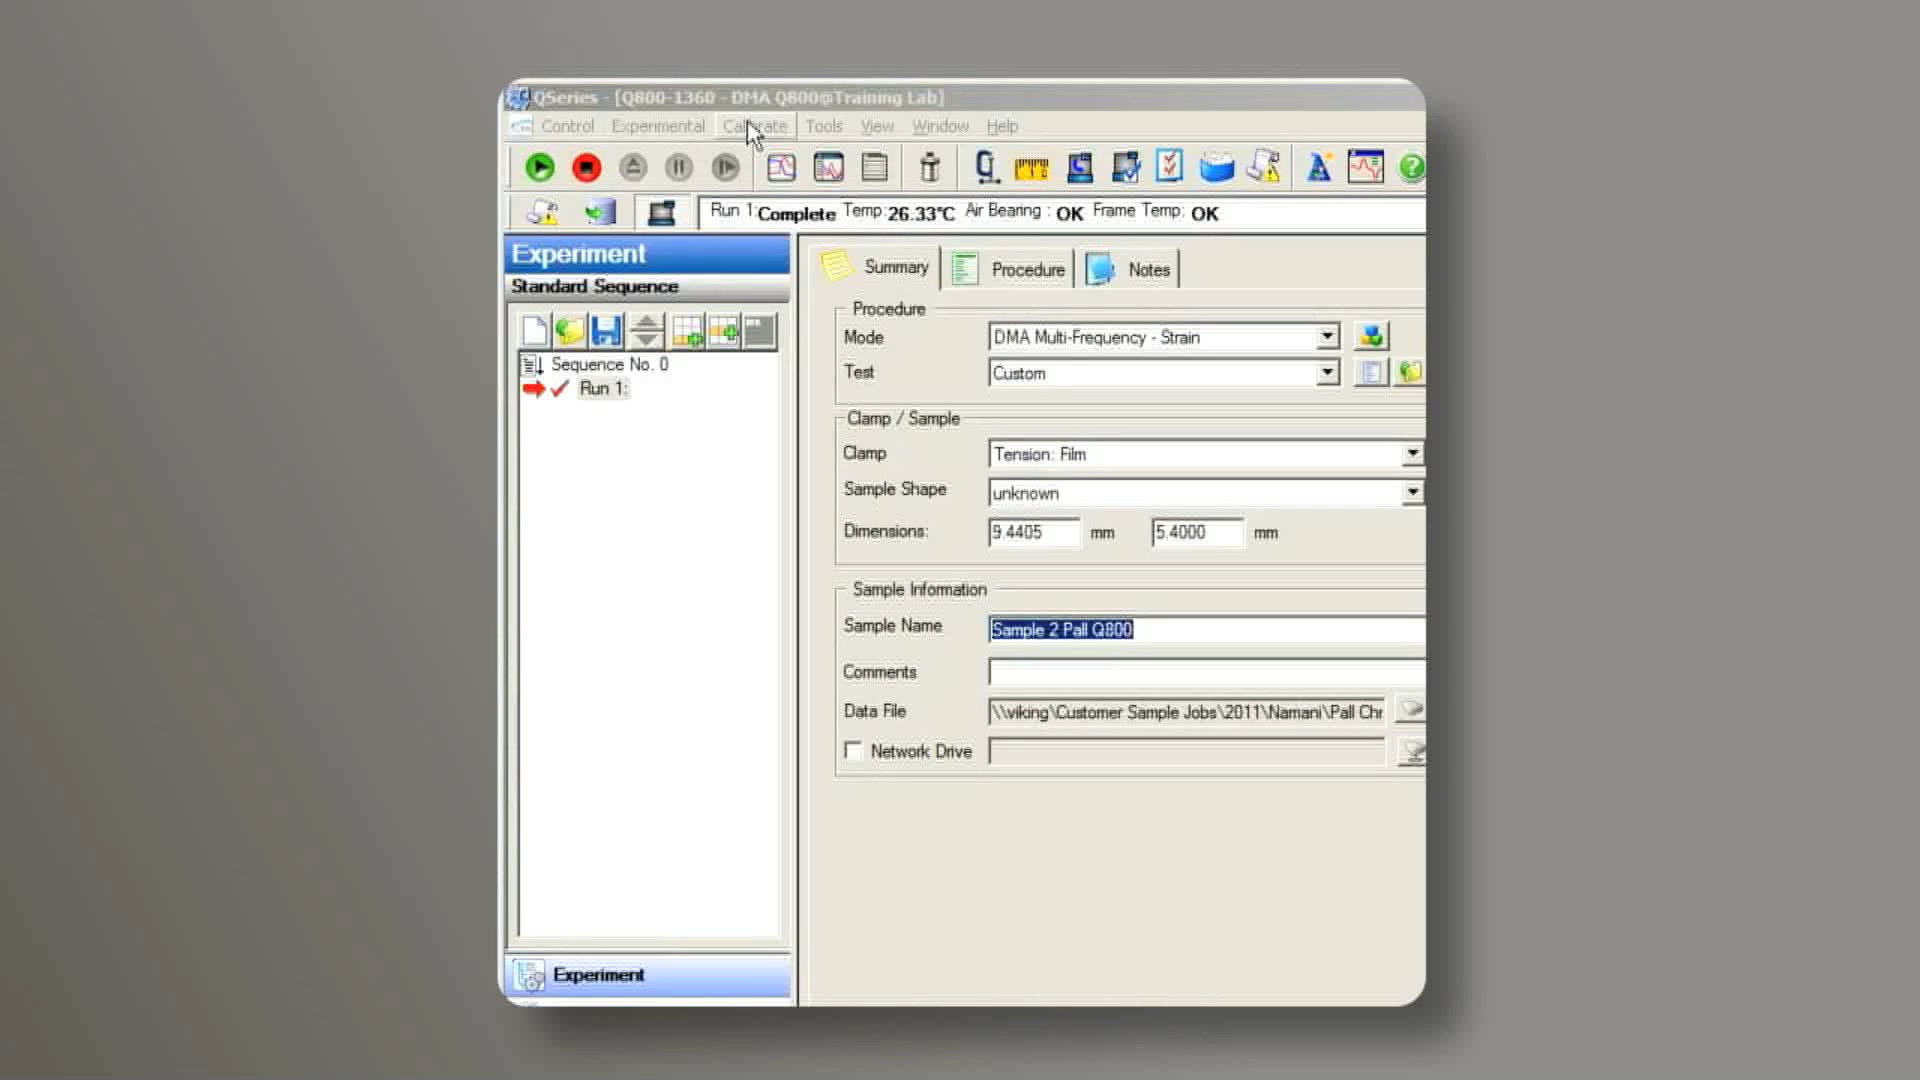 QSeries - [Q800-1360 - DMA Q800@Training Lab]
Control Experimental Calibrate Tools View Window Help
Run 1: Complete Temp: 26.33°C Air Bearing : OK Frame Temp: OK
Experiment
Standard Sequence
Sequence No. 0
Run 1:
Summary Procedure Notes
Procedure
Mode DMA Multi-Frequency - Strain
Test Custom
Clamp / Sample
Clamp Tension: Film
Sample Shape unknown
Dimensions: 9.4405 mm 5.4000 mm
Sample Information
Sample Name Sample 2 Pall Q800
Comments
Data File \\viking\Customer Sample Jobs\2011\Namani\Pall Chr
Network Drive
Experiment